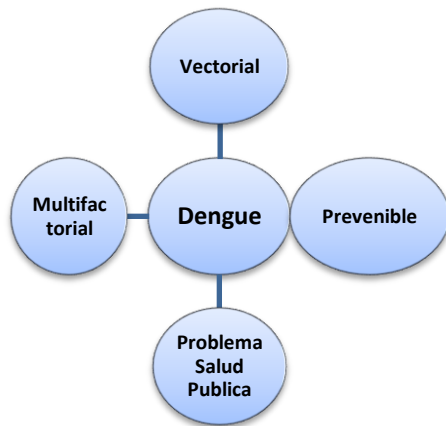 Vectorial
Multifac
torial
Dengue
Prevenible
Problema
Salud
Publica